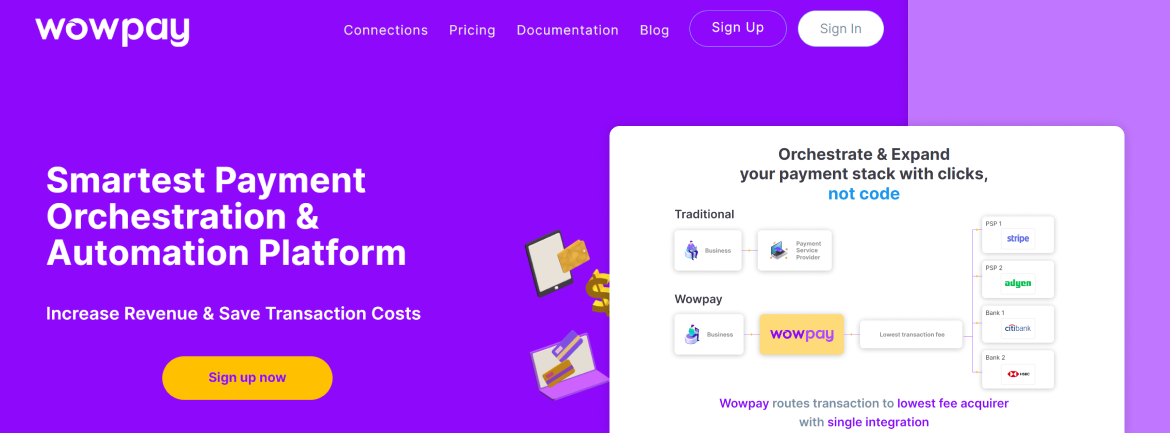 wowpay
Connections Pricing Documentation Blog Sign Up Sign In
Smartest Payment
Orchestration &
Automation Platform
Increase Revenue & Save Transaction Costs
Sign up now
Orchestrate & Expand
your payment stack with clicks,
not code
Traditional
Business
Payment
Service
Provider
Wowpay
Business
wowpay
Lowest transaction fee
PSP 1
stripe
PSP 2
adyen
Bank 1
citibank
Bank 2
HSBC
Wowpay routes transaction to lowest fee acquirer
with single integration